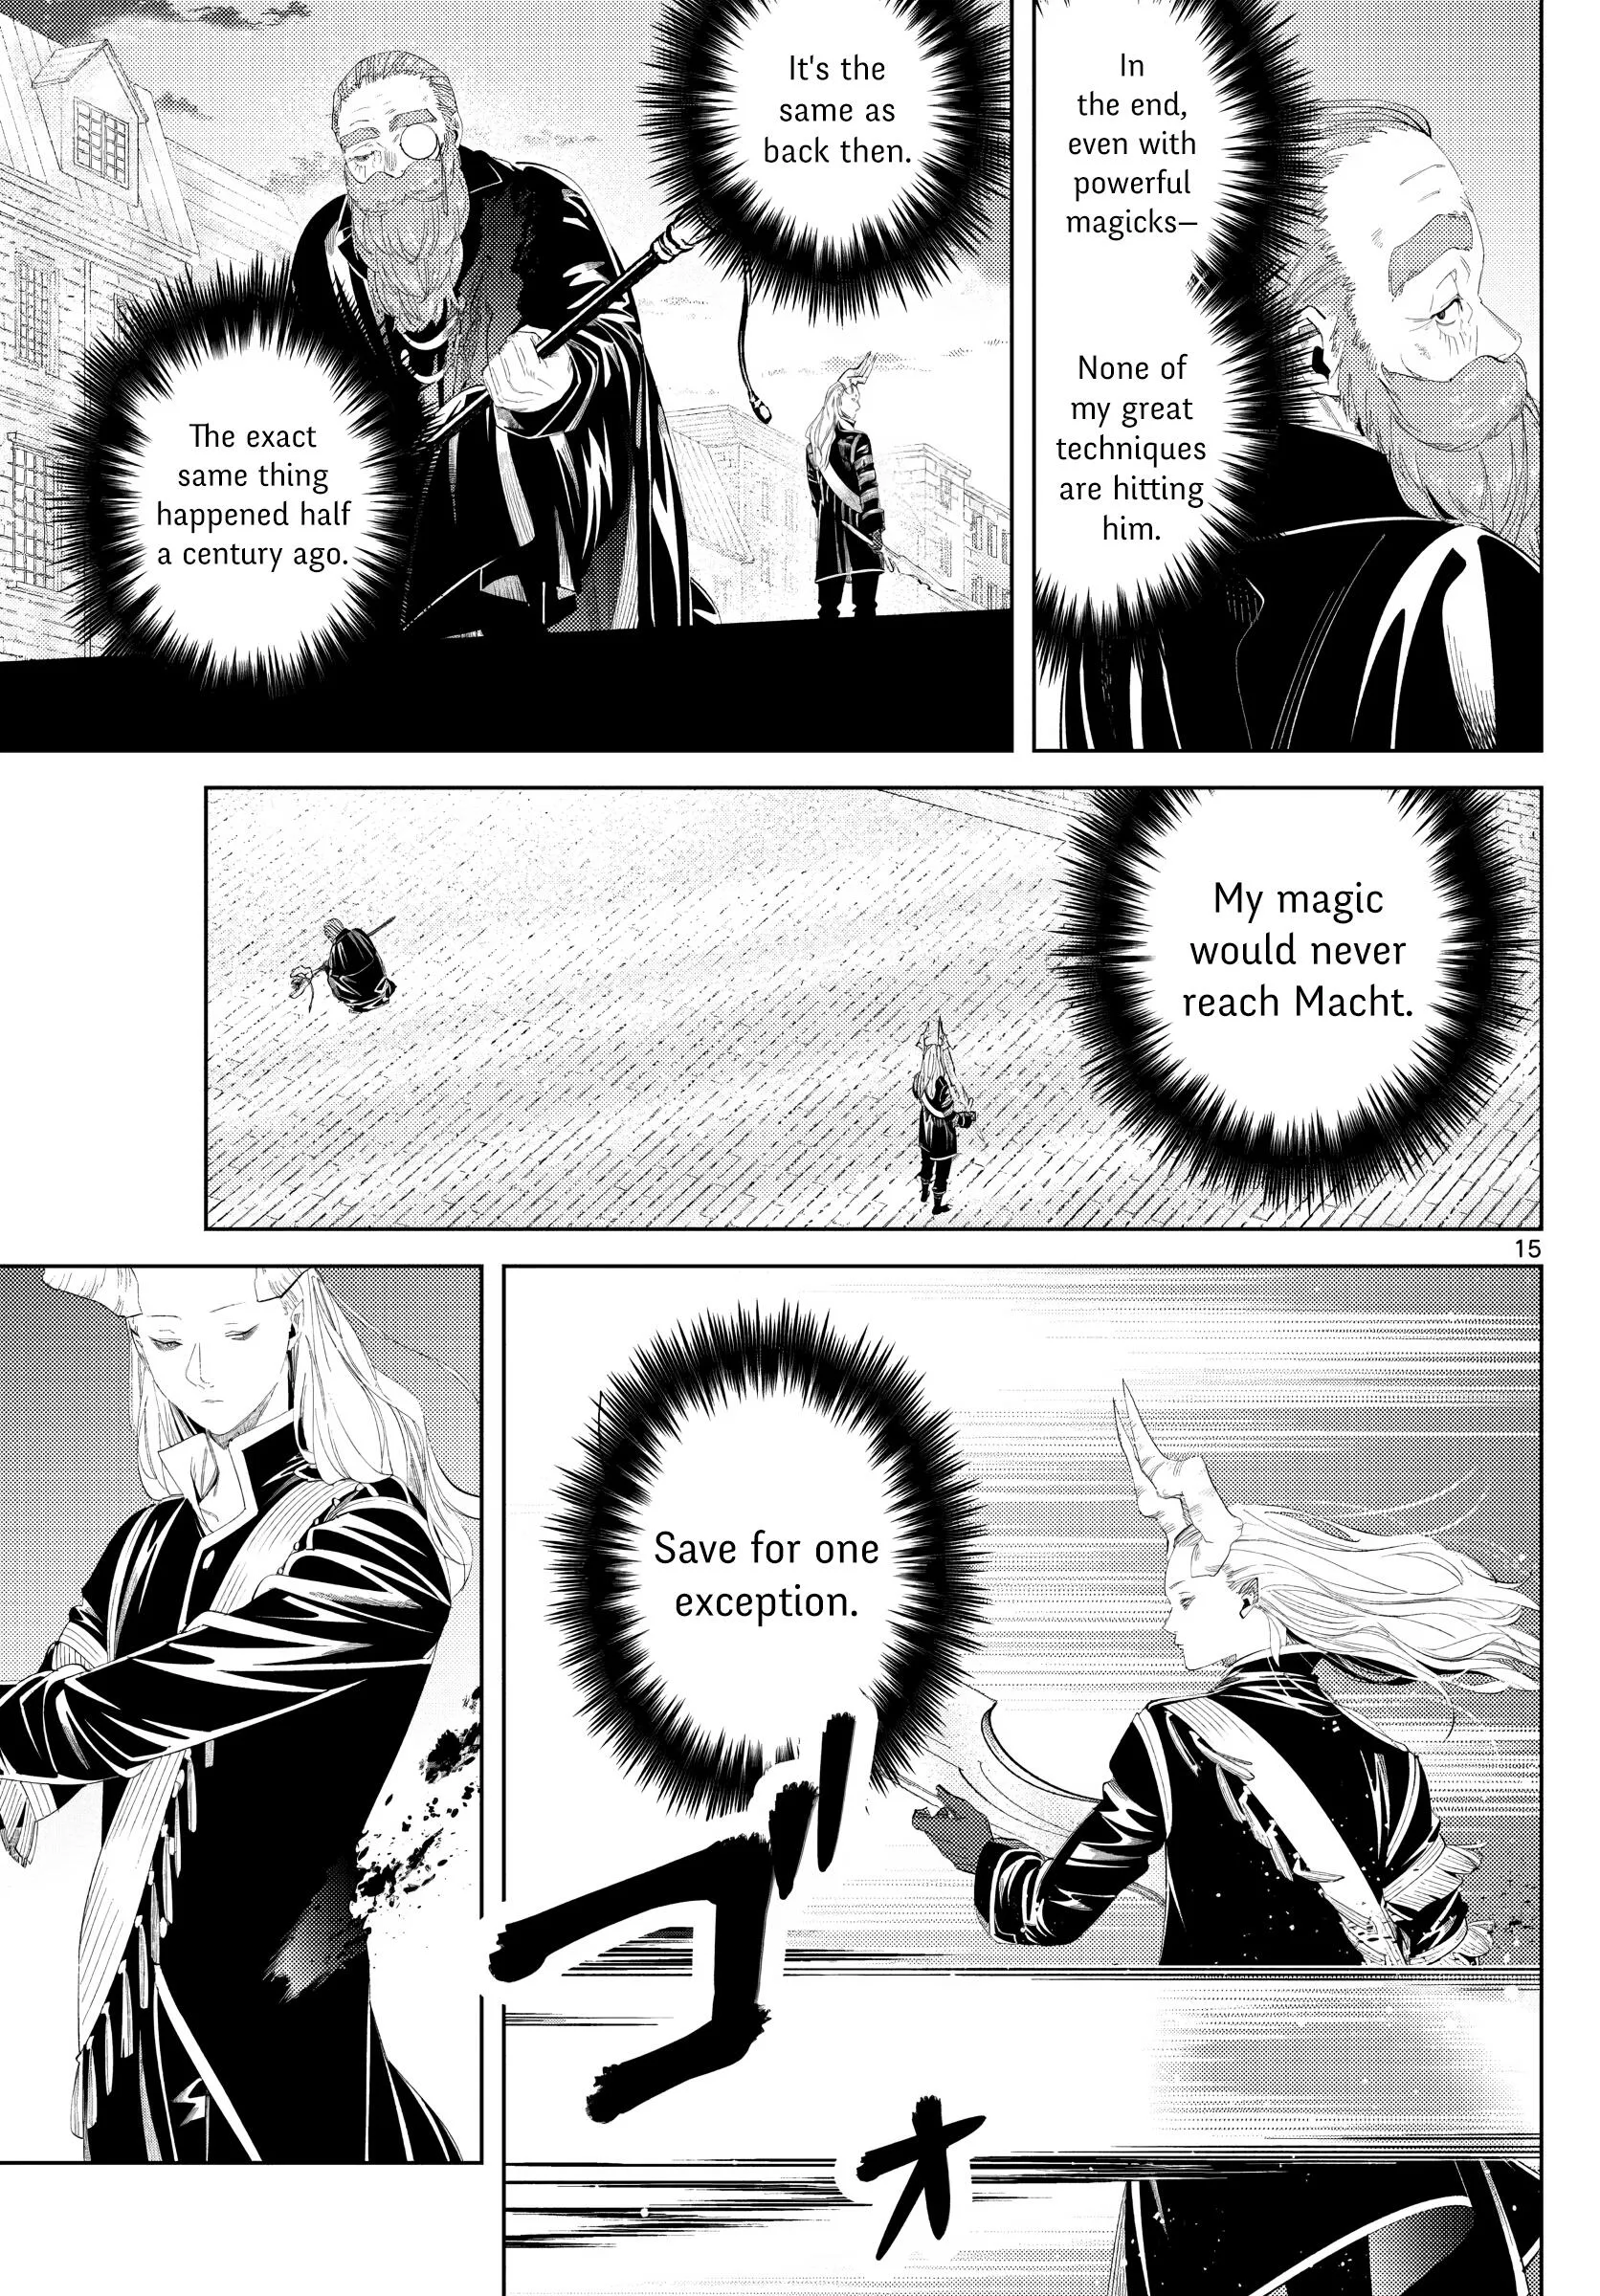 In
the end,
even with
powerful
magicks—
None of
my great
techniques
are hitting
him.
It's the
same as
back then.
The exact
same thing
happened half
a century ago.
My magic
would never
reach Macht.
15
Save for one
exception.
ゴオ